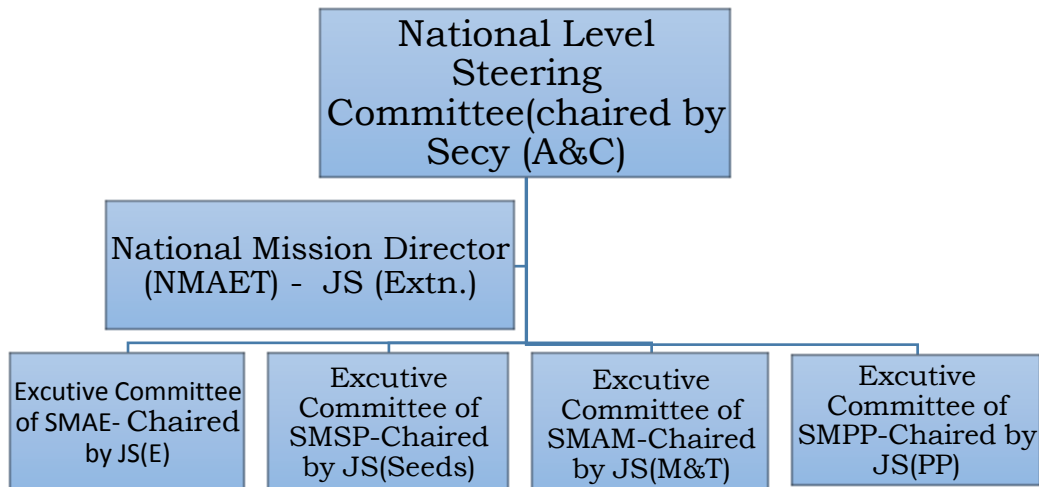 National Level
Steering
Committee(chaired by
Secy (A&C)
National Mission Director
(NMAET) - JS (Extn.)
Excutive Committee
of SMAE- Chaired
by JS(E)
Excutive
Committee of
SMSP-Chaired
by JS(Seeds)
Excutive
Committee of
SMAM-Chaired
by JS(M&T)
Excutive
Committee of
SMPP-Chaired by
JS(PP)